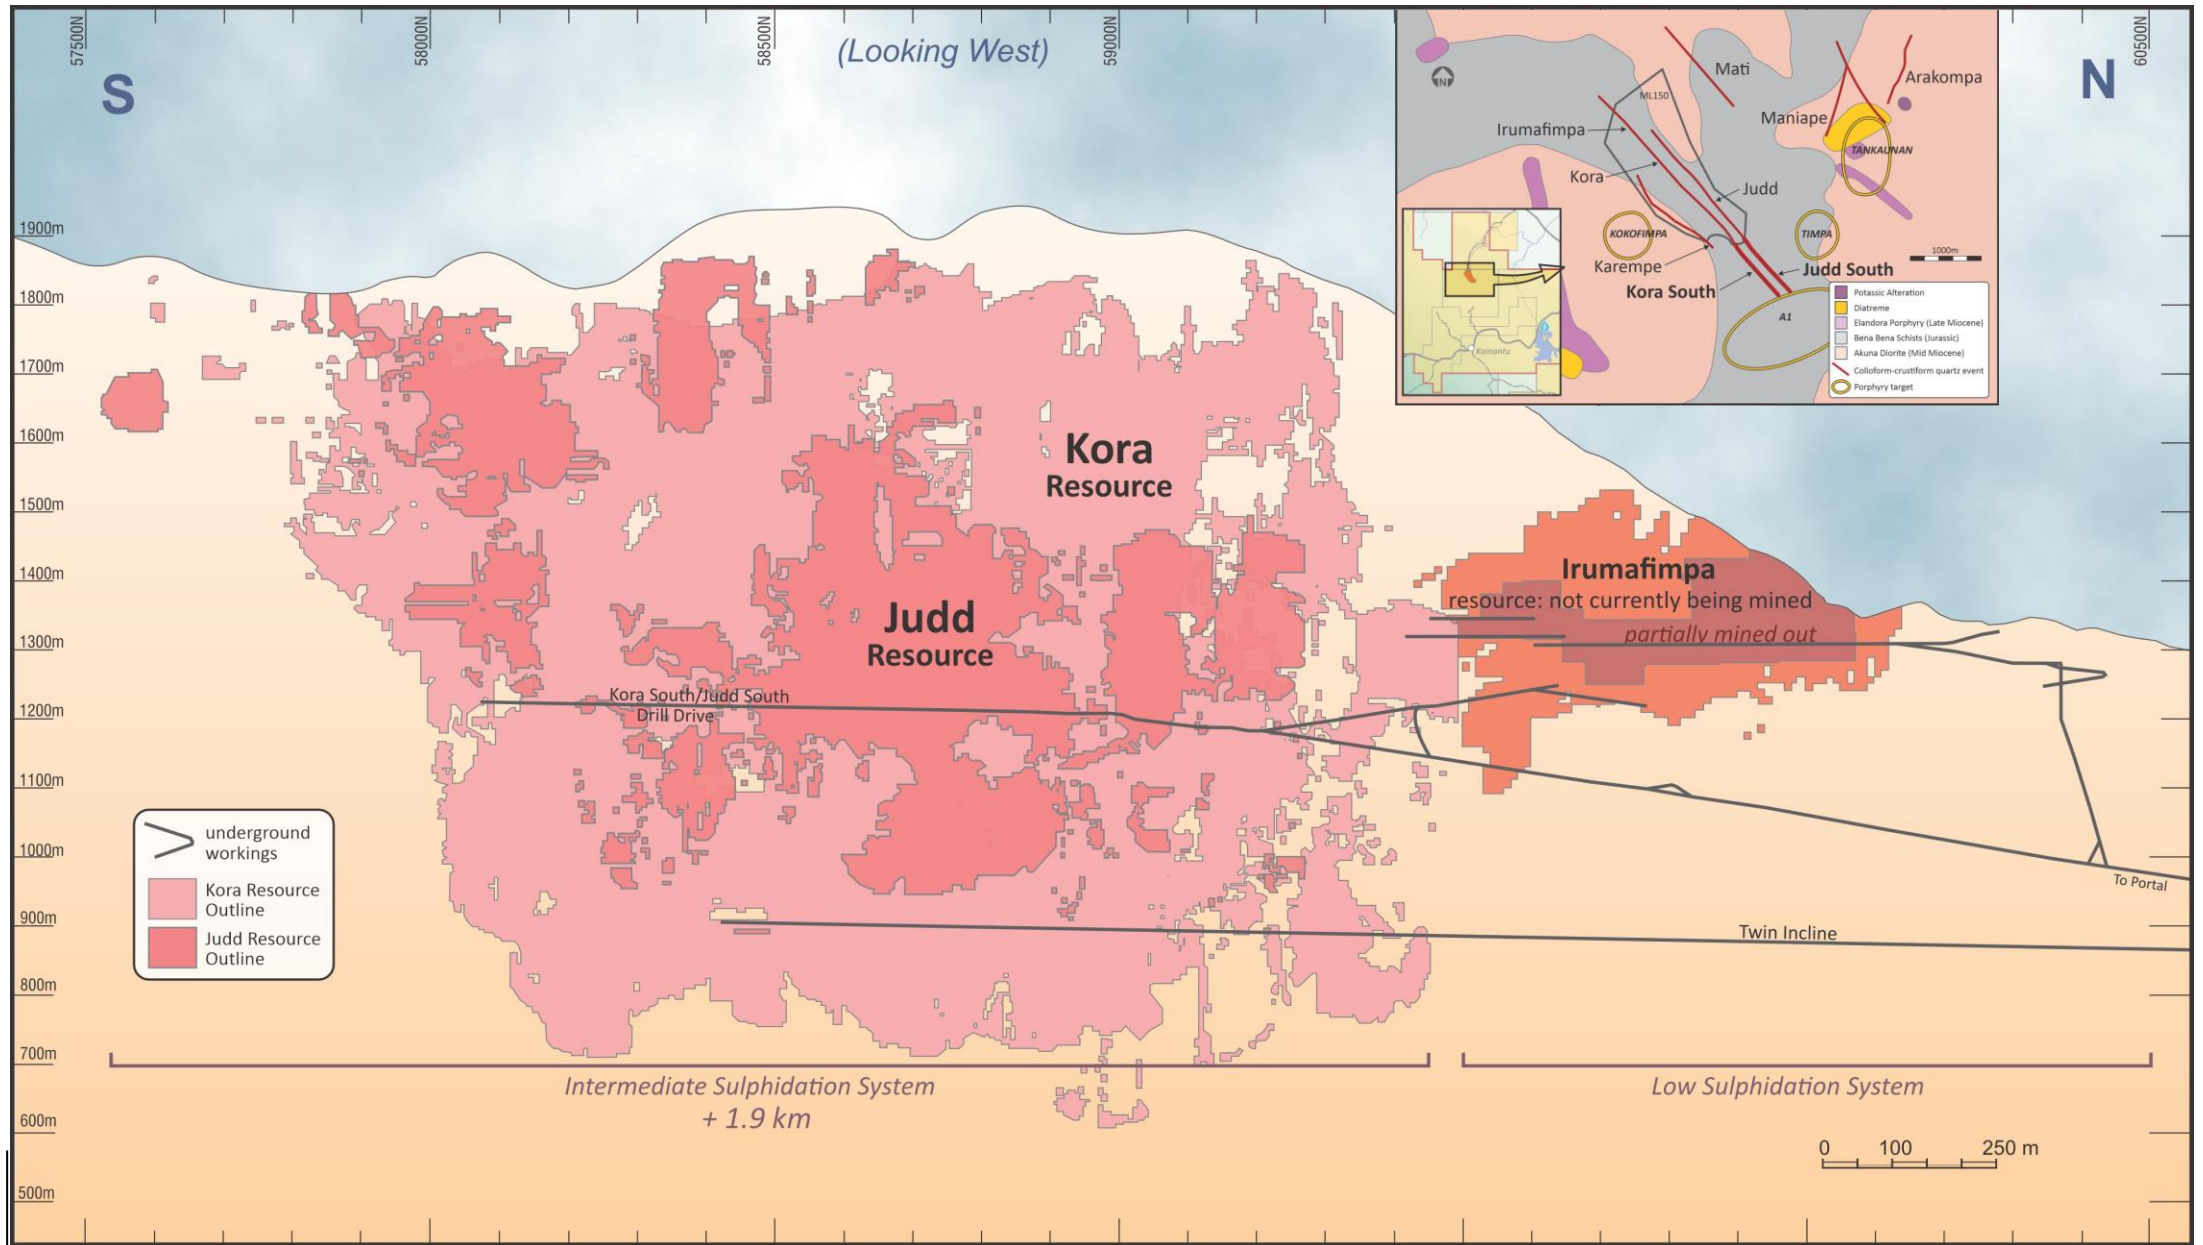 57500N
58000N
58500N
59000N
60500N
S
(Looking West)
N
1900m
1800m
1700m
1600m
1500m
1400m
1300m
1200m
1100m
1000m
900m
800m
700m
600m
500m
Mati
Arakompa
ML150
Maniape
Irumafimpa
TANKAUNAN
Kora
Judd
N
KOKOFIMPA
TIMPA
1000m
Karempe
Judd South
Kora South
A1
Kainantu
Potassic Alteration
Diatreme
Elandora Porphyry (Late Miocene)
Bena Bena Schists (Jurassic)
Akuna Diorite (Mid Miocene)
Colloform-crustiform quartz event
Porphyry target
Kora
Resource
Judd
Resource
Irumafimpa
resource: not currently being mined
partially mined out
Kora South/Judd South
Drill Drive
To Portal
Twin Incline
underground
workings
Kora Resource
Outline
Judd Resource
Outline
Intermediate Sulphidation System
+ 1.9 km
Low Sulphidation System
0 100 250 m